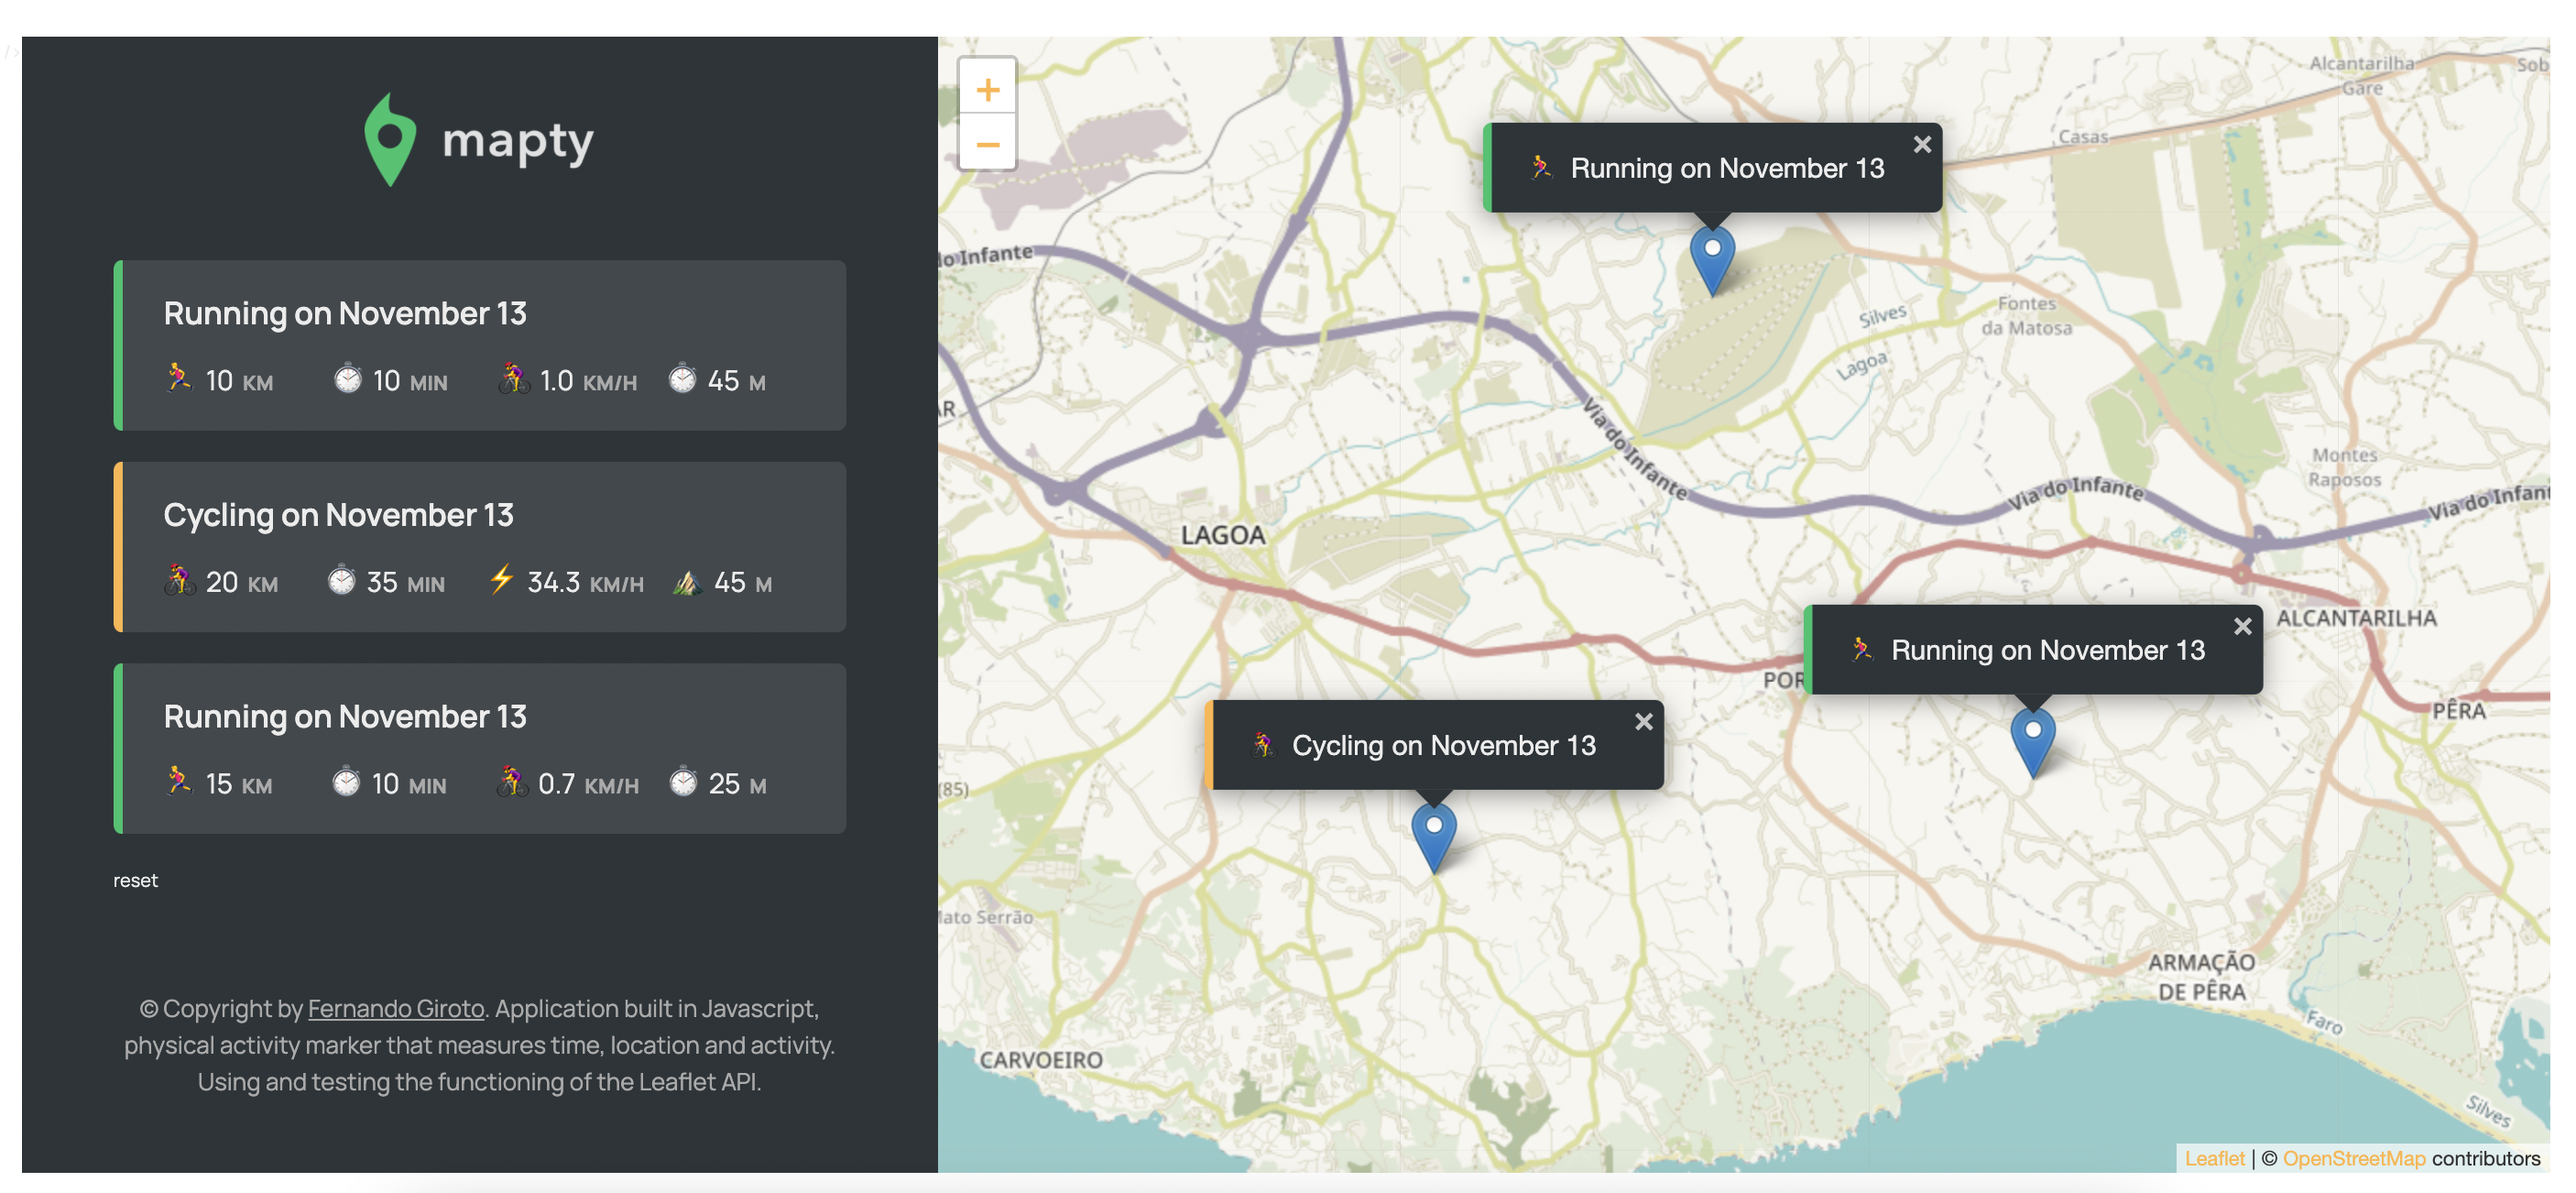 mapty
Running on November 13
10 KM 10 MIN 1.0 KM/H 45 M
Cycling on November 13
20 KM 35 MIN 34.3 KM/H 45 M
Running on November 13
15 KM 10 MIN 0.7 KM/H 25 M
reset
© Copyright by Fernando Giroto. Application built in Javascript,
physical activity marker that measures time, location and activity.
Using and testing the functioning of the Leaflet API.
+
−
Alcantarilha
Gare
Sob
Casas
Running on November 13
×
do Infante
Silves
Fontes
da Matosa
Lagoa
AR
Via do Infante
Montes
Raposos
Via do Infante
Via do Infant
LAGOA
ALCANTARILHA
Running on November 13
×
POR
PÊRA
Cycling on November 13
×
(85)
Mato Serrão
ARMAÇÃO
DE PÊRA
Faro
CARVOEIRO
Silves
Leaflet | © OpenStreetMap contributors